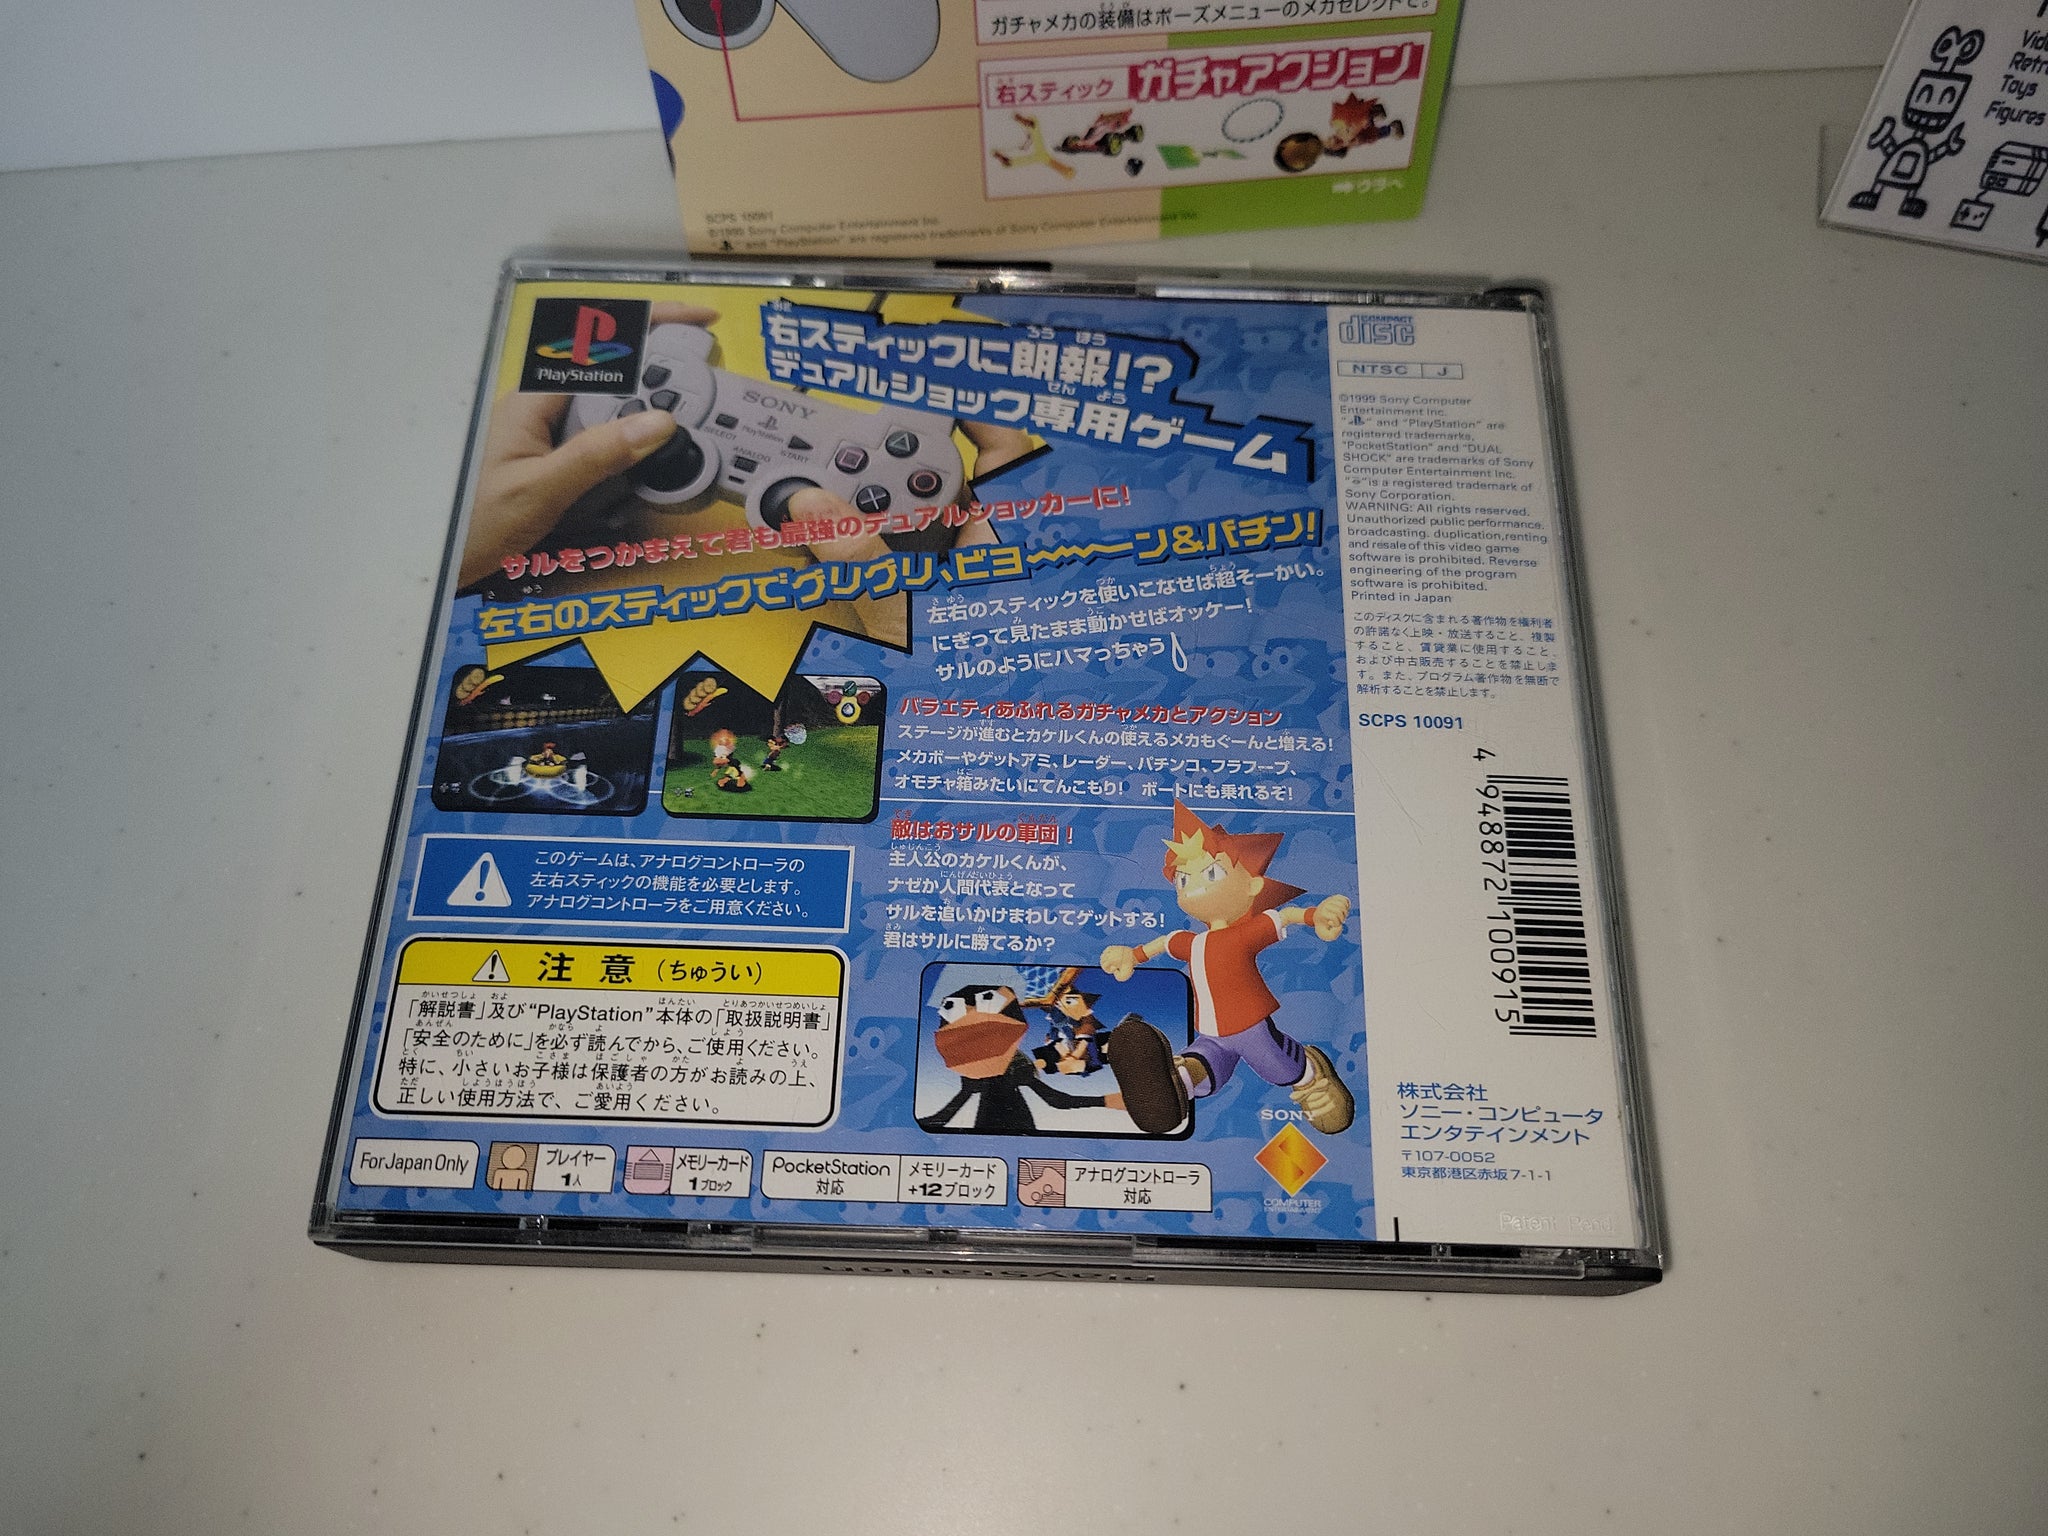 ガチャメカの装備はポーズメニューのメカセレクトで。
右スティック ガチャアクション
ウラへ
SCPS 10091
©1999 Sony Computer Entertainment Inc.
" " and "PlayStation" are registered trademarks of Sony Computer Entertainment Inc.
Retro
Toys
Figures
PlayStation
右スティックに朗報!?
デュアルショック専用ゲーム
SONY
PlayStation
SELECT
START
ANALOG
サルをつかまえて君も最強のデュアルショッカーに!
左右のスティックでグリグリ、ビヨ〜〜〜ン&パチン!
左右のスティックを使いこなせば超そーかい。
にぎって見たまま動かせばオッケー!
サルのようにハマっちゃう
バラエティあふれるガチャメカとアクション
ステージが進むとカケルくんの使えるメカもぐーんと増える!
メカボーやゲットアミ、レーダー、パチンコ、フラフープ、
オモチャ箱みたいにてんこもり! ボートにも乗れるぞ!
敵はおサルの軍団!
主人公のカケルくんが、
ナゼか人間代表となって
サルを追いかけまわしてゲットする!
君はサルに勝てるか?
このゲームは、アナログコントローラの
左右スティックの機能を必要とします。
アナログコントローラをご用意ください。
注意(ちゅうい)
「解説書」及び"PlayStation"本体の「取扱説明書」
「安全のために」を必ず読んでから、ご使用ください。
特に、小さいお子様は保護者の方がお読みの上、
正しい使用方法で、ご愛用ください。
For Japan Only
プレイヤー
1人
メモリーカード
1ブロック
PocketStation
対応
メモリーカード
+12ブロック
アナログコントローラ
対応
SONY
COMPUTER
ENTERTAINMENT
COMPACT
disc
NTSC J
©1999 Sony Computer
Entertainment Inc.
" " and "PlayStation" are
registered trademarks,
"PocketStation" and "DUAL
SHOCK" are trademarks of Sony
Computer Entertainment Inc.
" " is a registered trademark of
Sony Corporation.
WARNING: All rights reserved.
Unauthorized public performance,
broadcasting, duplication,renting
and resale of this video game
software is prohibited. Reverse
engineering of the program
software is prohibited.
Printed in Japan
このディスクに含まれる著作物を権利者
の許諾なく上映・放送すること、複製
すること、賃貸業に使用すること、
および中古販売することを禁止しま
す。また、プログラム著作物を無断で
解析することを禁止します。
SCPS 10091
4 948872 100915
株式会社
ソニー・コンピュータ
エンタテインメント
〒107-0052
東京都港区赤坂7-1-1
Patent Pend
PlayStation